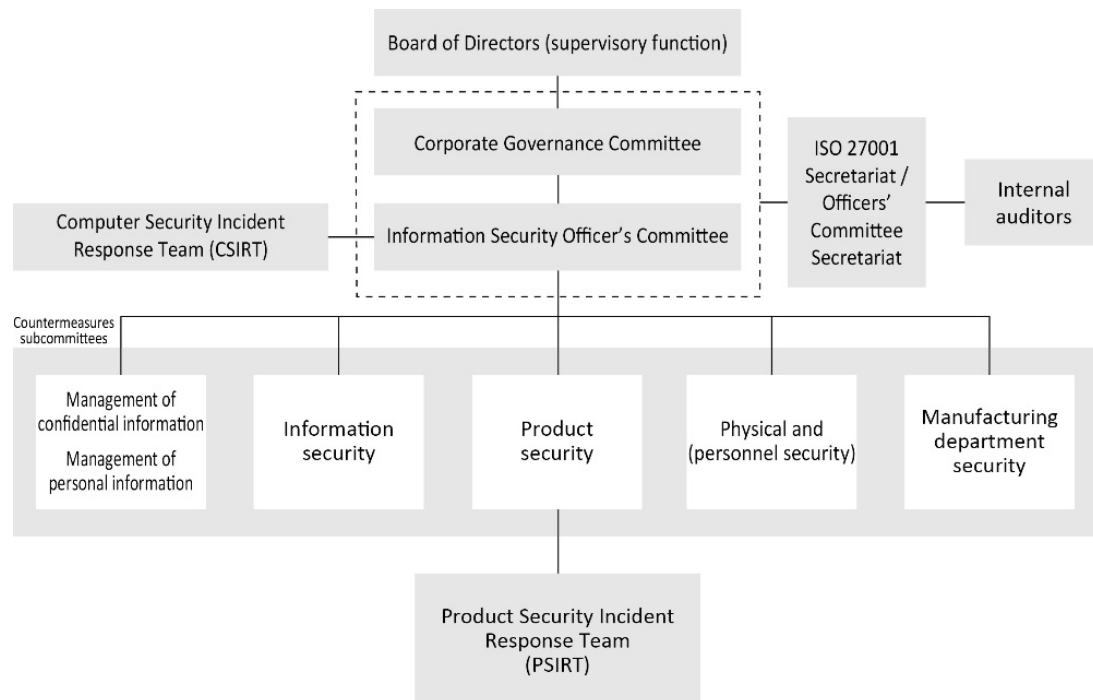 Board of Directors (supervisory function)
Corporate Governance Committee
ISO 27001
Secretariat /
Officers’
Committee
Secretariat
Internal
auditors
Computer Security Incident
Response Team (CSIRT)
Information Security Officer’s Committee
Countermeasures
subcommittees
Management of
confidential information
Management of
personal information
Information
security
Product
security
Physical and
(personnel security)
Manufacturing
department
security
Product Security Incident
Response Team
(PSIRT)